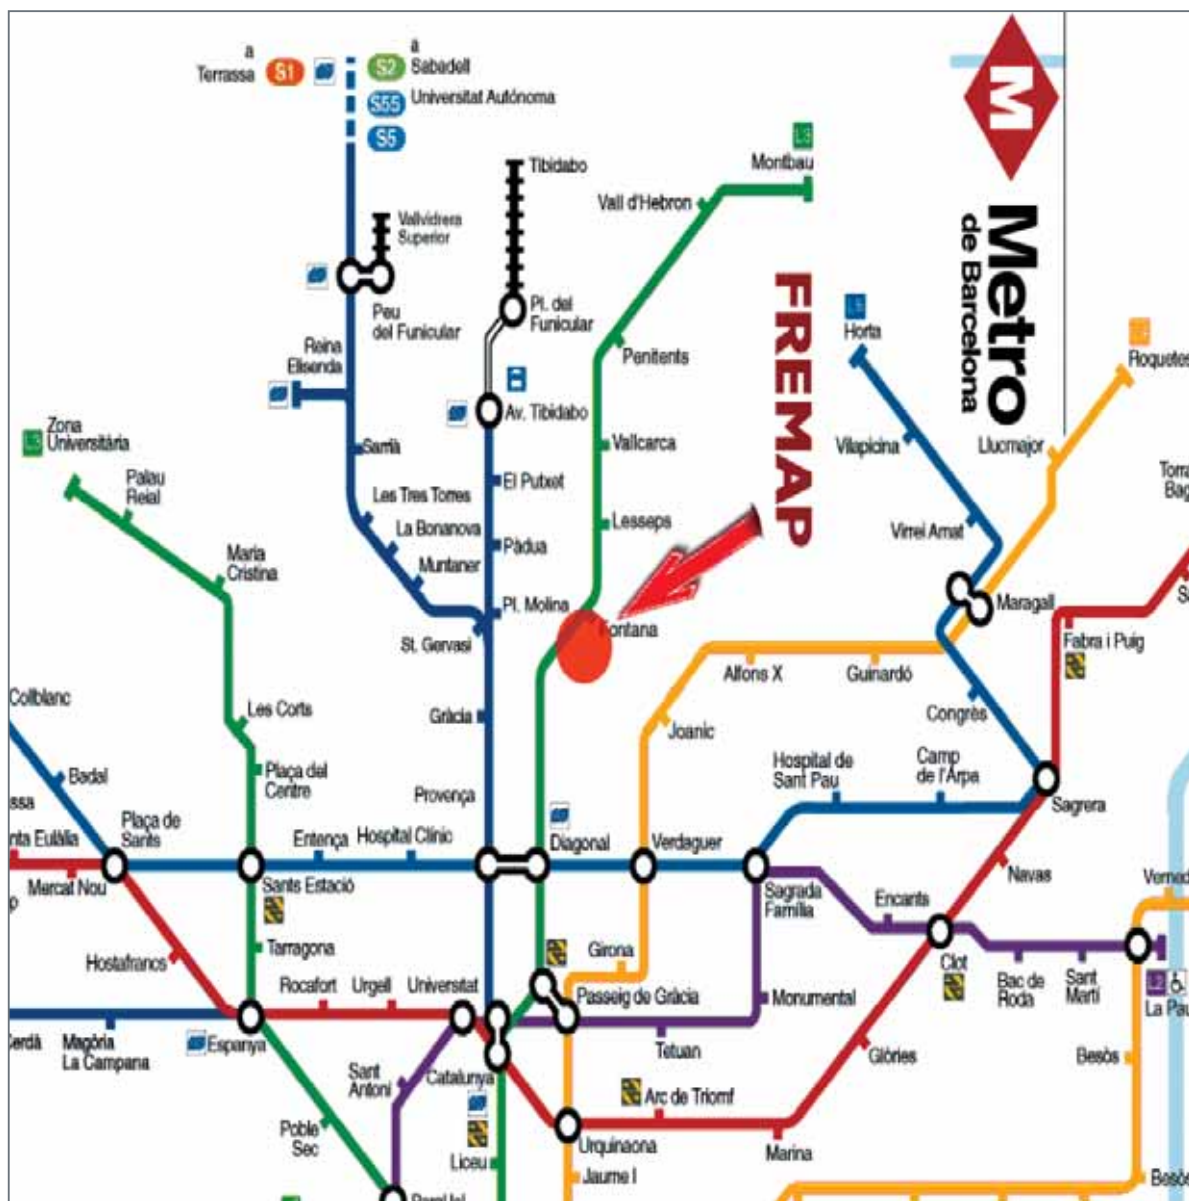 a
Terrassa
S1
S2
a
Sabadell
S55
Universitat Autónoma
S5
Tibidabo
L3
Montbau
M
Metro
de Barcelona
Vall d'Hebron
Vallvidrera
Superior
Peu
del Funicular
Pl. del
Funicular
FREMAP
L5
Horta
Roquetes
Reina
Elisenda
Penitents
Av. Tibidabo
L3
Zona
Universitària
Sarrià
Vallcarca
Vilapicina
Llucmajor
Palau
Reial
Les Tres Torres
El Putxet
La Bonanova
Lesseps
Virrei Amat
Maria
Cristina
Muntaner
Pàdua
Pl. Molina
Maragall
St. Gervasi
Fontana
Fabra i Puig
Alfons X
Guinardó
Collblanc
Les Corts
Gràcia
Joanic
Congrès
Badal
Plaça del
Centre
Provença
Hospital de
Sant Pau
Camp
de l'Arpa
Sagrera
Plaça de
Sants
Entença
Hospital Clínic
Diagonal
Verdaguer
Mercat Nou
Sants Estació
Sagrada
Família
Encants
Navas
Hostafrancs
Tarragona
Girona
Clot
Bac de
Roda
Sant
Martí
L2
La Pau
Rocafort
Urgell
Universitat
Passeig de Gràcia
Monumental
Magòria
La Campana
Espanya
Sant
Antoni
Catalunya
Tetuan
Glòries
Besòs
Arc de Triomf
Poble
Sec
Liceu
Urquinaona
Marina
Jaume I